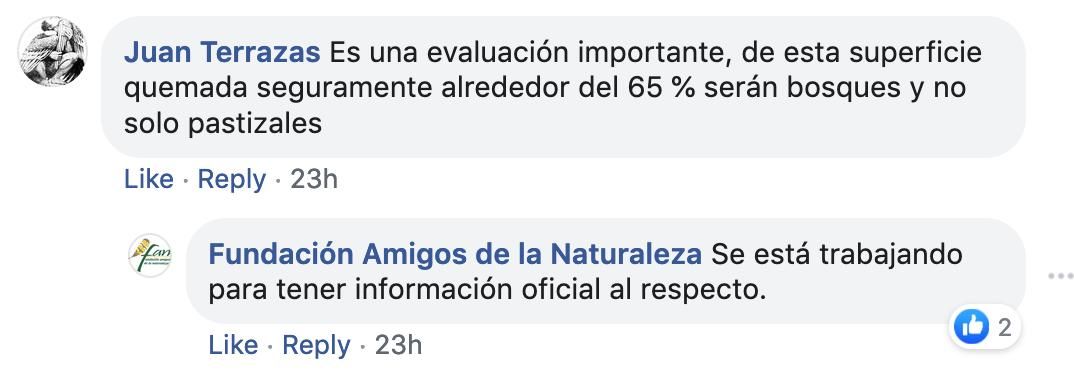 Juan Terrazas Es una evaluación importante, de esta superficie
quemada seguramente alrededor del 65 % serán bosques y no
solo pastizales
Like · Reply · 23h
fan
Fundación Amigos de la Naturaleza Se está trabajando
para tener información oficial al respecto.
2
Like · Reply · 23h